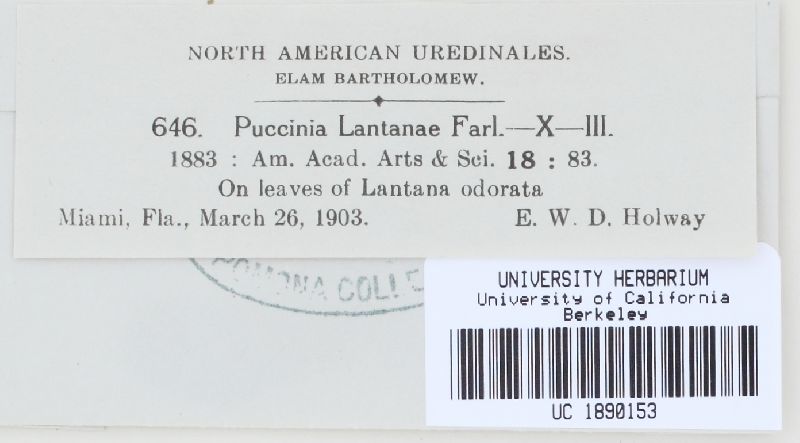 NORTH AMERICAN UREDINALES.
ELAM BARTHOLOMEW.
646. Puccinia Lantanae Farl.—X—III.
1883 : Am. Acad. Arts & Sci. 18 : 83.
On leaves of Lantana odorata
Miami, Fla., March 26, 1903. E. W. D. Holway
POMONA COLLE
UNIVERSITY HERBARIUM
University of California
Berkeley
UC 1890153